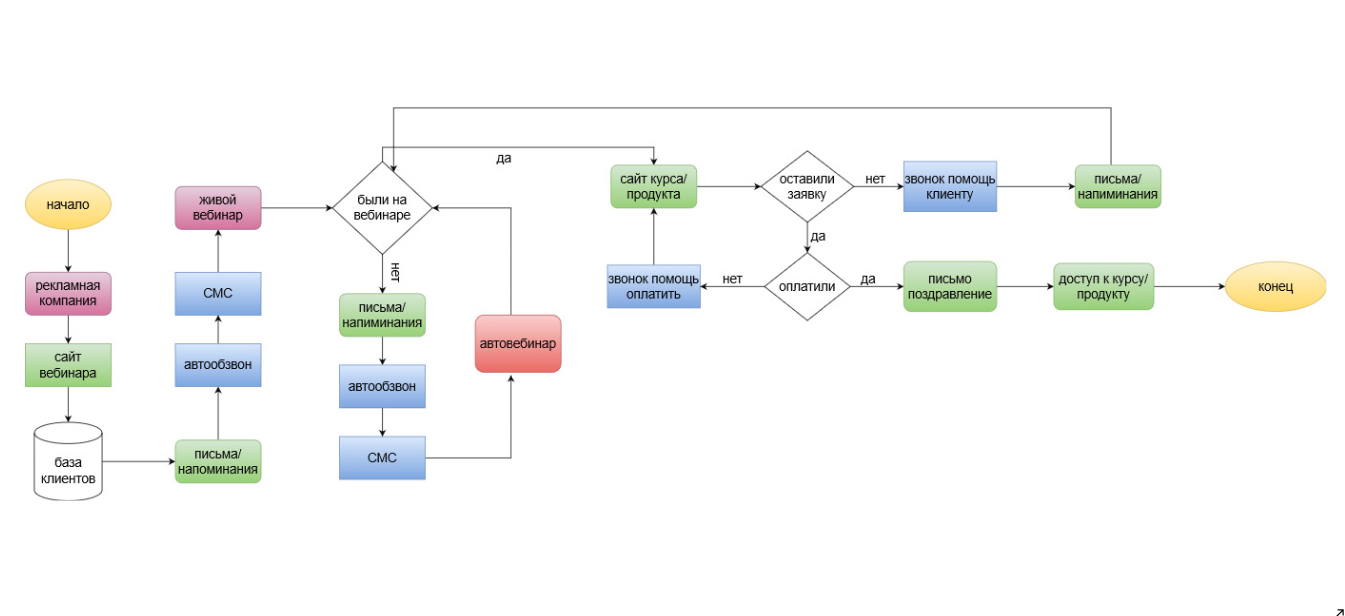 начало
рекламная
компания
сайт
вебинара
база
клиентов
письма/
напоминания
автообзвон
СМС
живой
вебинар
были на
вебинаре
да
нет
письма/
напиминания
автообзвон
СМС
автовебинар
сайт курса/
продукта
оставили
заявку
нет
звонок помощь
клиенту
письма/
напиминания
да
оплатили
нет
звонок помощь
оплатить
да
письмо
поздравление
доступ к курсу/
продукту
конец